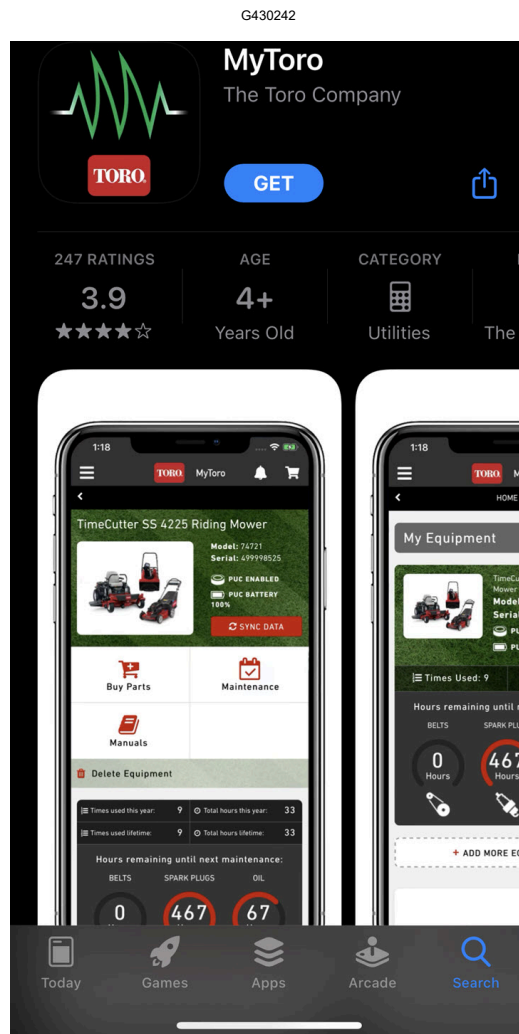 G430242
MyToro
The Toro Company
TORO
GET
247 RATINGS
AGE
CATEGORY
3.9
4+
Years Old
Utilities
The
1:18
TORO
MyToro
TimeCutter SS 4225 Riding Mower
Model: 74721
Serial: 499998525
PUC ENABLED
PUC BATTERY
100%
SYNC DATA
Buy Parts
Maintenance
Manuals
Delete Equipment
Times used this year: 9
Total hours this year: 33
Times used lifetime: 9
Total hours lifetime: 33
Hours remaining until next maintenance:
BELTS
SPARK PLUGS
OIL
0
467
67
1:18
TORO
HOME
My Equipment
Mower
Times Used: 9
Hours remaining until
BELTS
0
Hours
467
Hours
+ ADD MORE
Today
Games
Apps
Arcade
Search